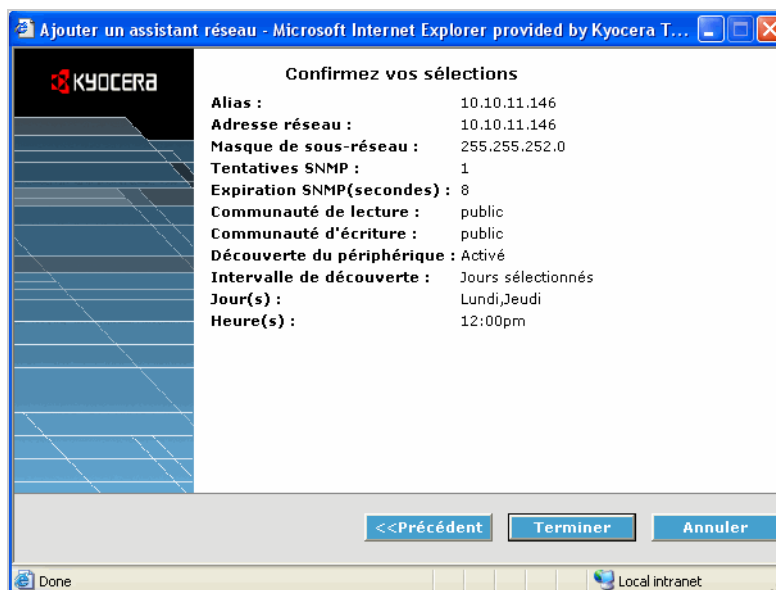 Ajouter un assistant réseau - Microsoft Internet Explorer provided by Kyocera T...
KYOCERA
Confirmez vos sélections
Alias : 10.10.11.146
Adresse réseau : 10.10.11.146
Masque de sous-réseau : 255.255.252.0
Tentatives SNMP : 1
Expiration SNMP(secondes) : 8
Communauté de lecture : public
Communauté d'écriture : public
Découverte du périphérique : Activé
Intervalle de découverte : Jours sélectionnés
Jour(s) : Lundi,Jeudi
Heure(s) : 12:00pm
<<Précédent Terminer Annuler
Done Local intranet